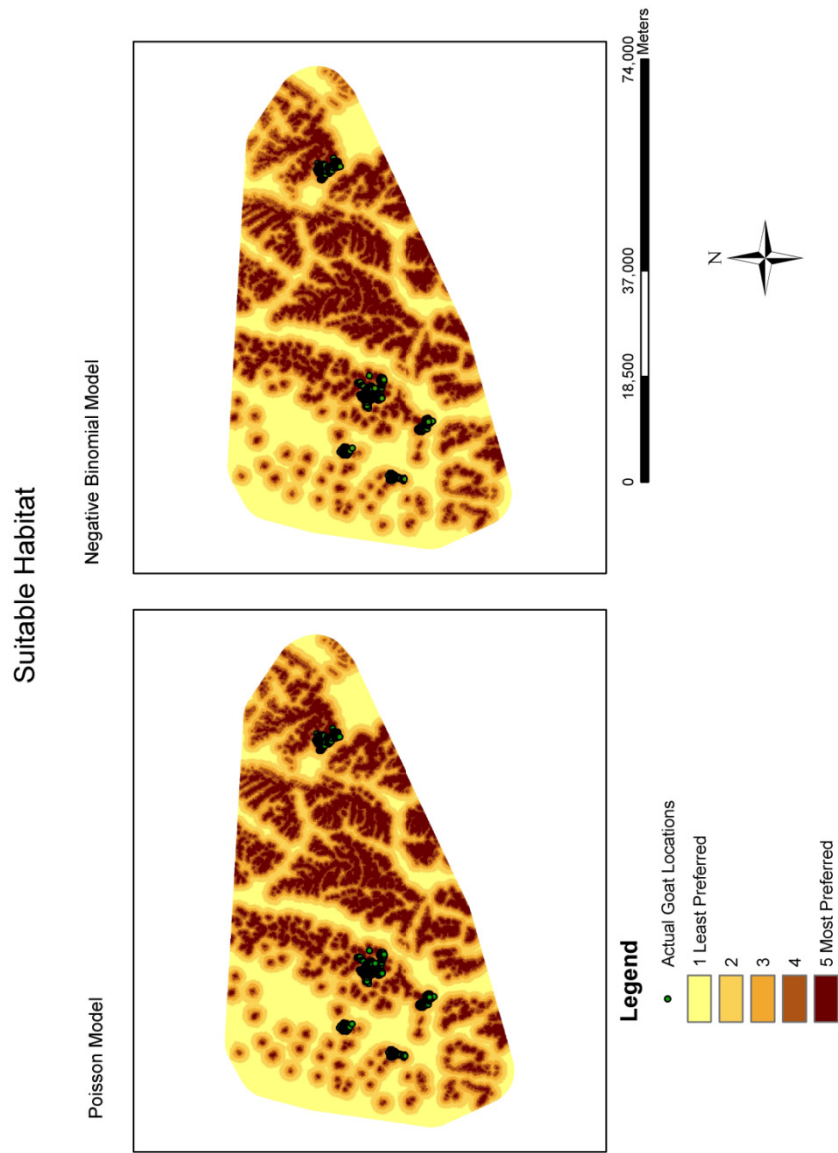 Suitable Habitat
Poisson Model
Negative Binomial Model
Legend
Actual Goat Locations
1 Least Preferred
2
3
4
5 Most Preferred
0 18,500 37,000 74,000
Meters
N